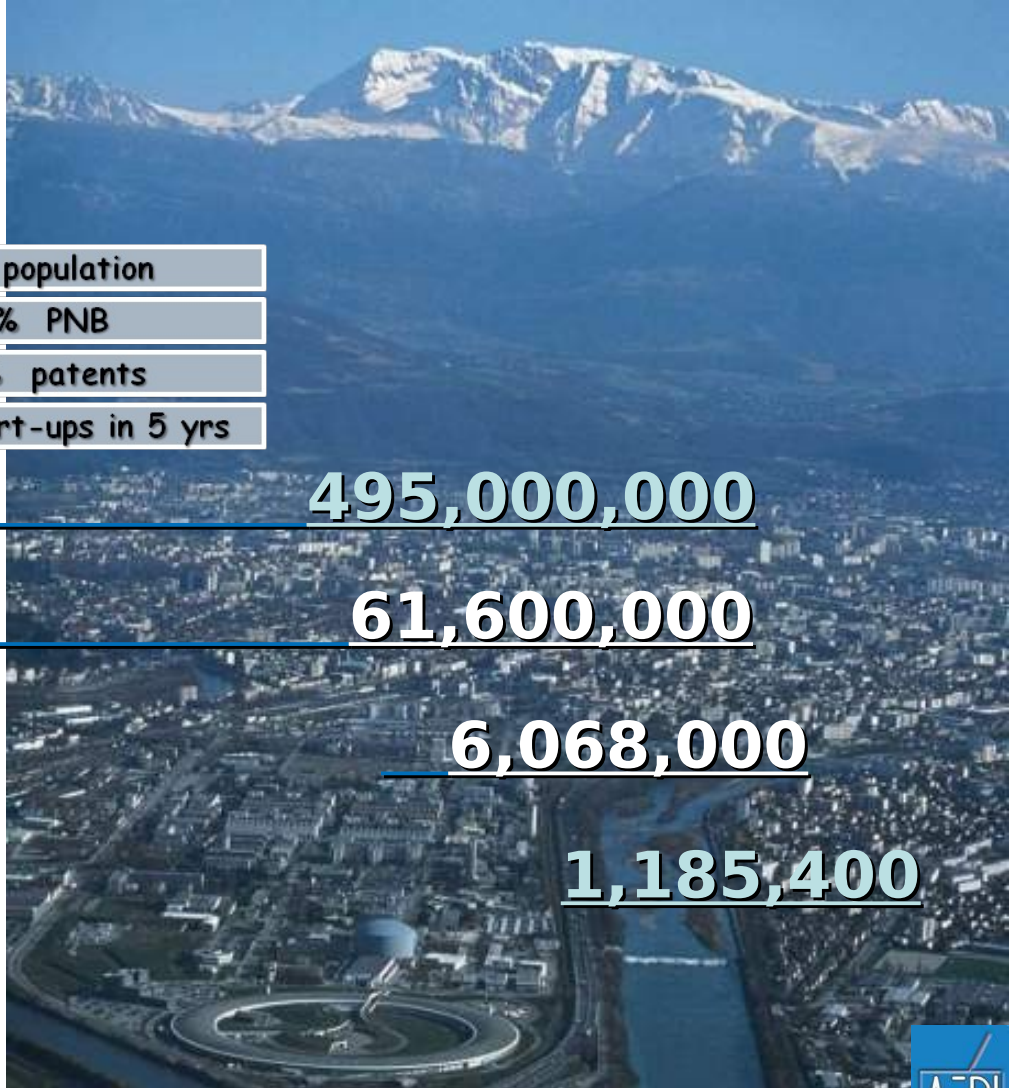 population
% PNB
patents
rt-ups in 5 yrs
495,000,000
61,600,000
6,068,000
1,185,400